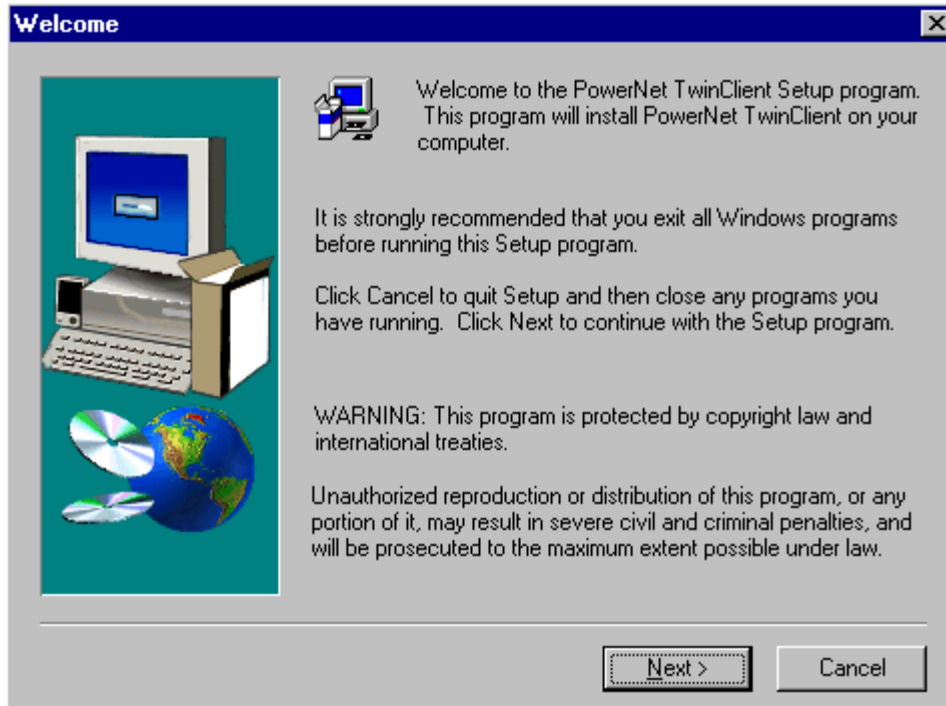 Welcome
Welcome to the PowerNet TwinClient Setup program.
This program will install PowerNet TwinClient on your
computer.
It is strongly recommended that you exit all Windows programs
before running this Setup program.
Click Cancel to quit Setup and then close any programs you
have running.  Click Next to continue with the Setup program.
WARNING: This program is protected by copyright law and
international treaties.
Unauthorized reproduction or distribution of this program, or any
portion of it, may result in severe civil and criminal penalties, and
will be prosecuted to the maximum extent possible under law.
Next >
Cancel